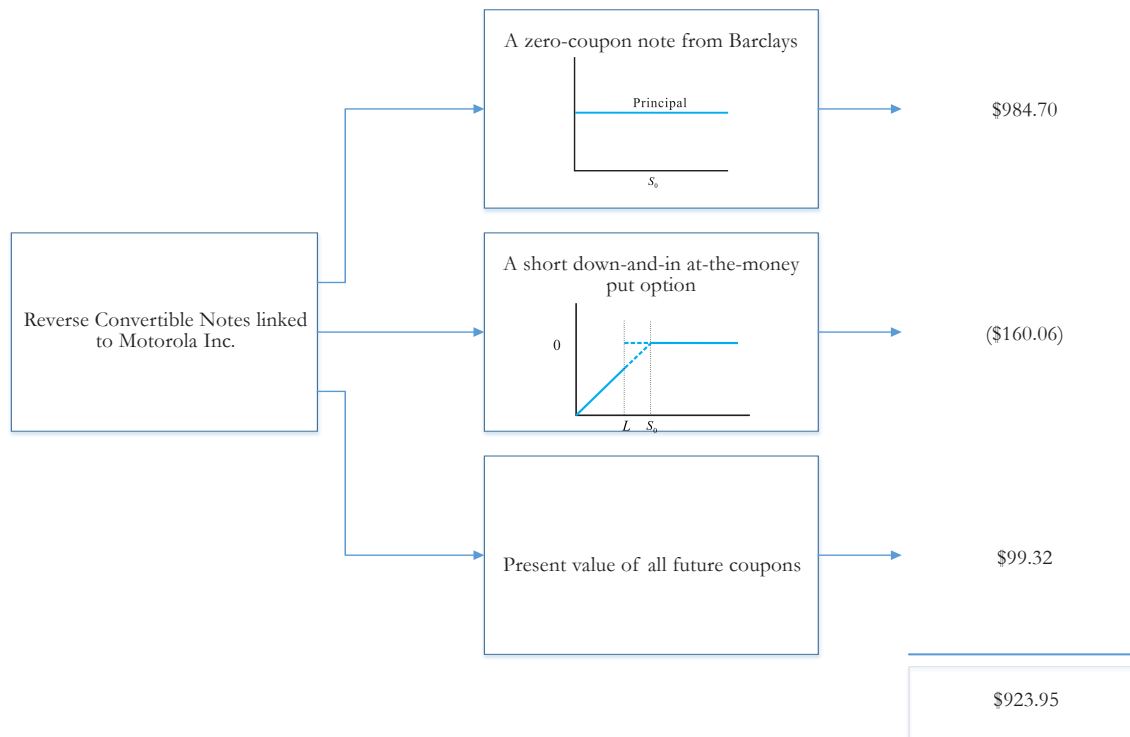 A zero-coupon note from Barclays
Principal
S₀
$984.70
Reverse Convertible Notes linked
to Motorola Inc.
A short down-and-in at-the-money
put option
0
L S₀
($160.06)
Present value of all future coupons
$99.32
$923.95